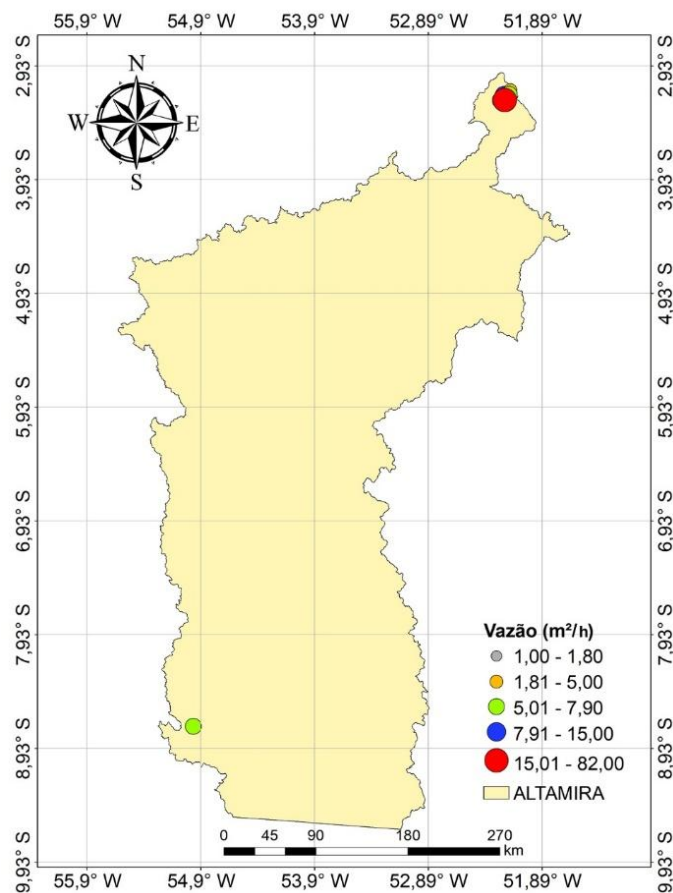 55,9° W 54,9° W 53,9° W 52,89° W 51,89° W
2,93° S 2,93° S
N
W E
S
3,93° S 3,93° S
4,93° S 4,93° S
5,93° S 5,93° S
6,93° S 6,93° S
7,93° S 7,93° S
Vazão (m²/h)
1,00 - 1,80
1,81 - 5,00
5,01 - 7,90
7,91 - 15,00
15,01 - 82,00
ALTAMIRA
8,93° S 8,93° S
0 45 90 180 270
km
9,93° S 9,93° S
55,9° W 54,9° W 53,9° W 52,89° W 51,89° W